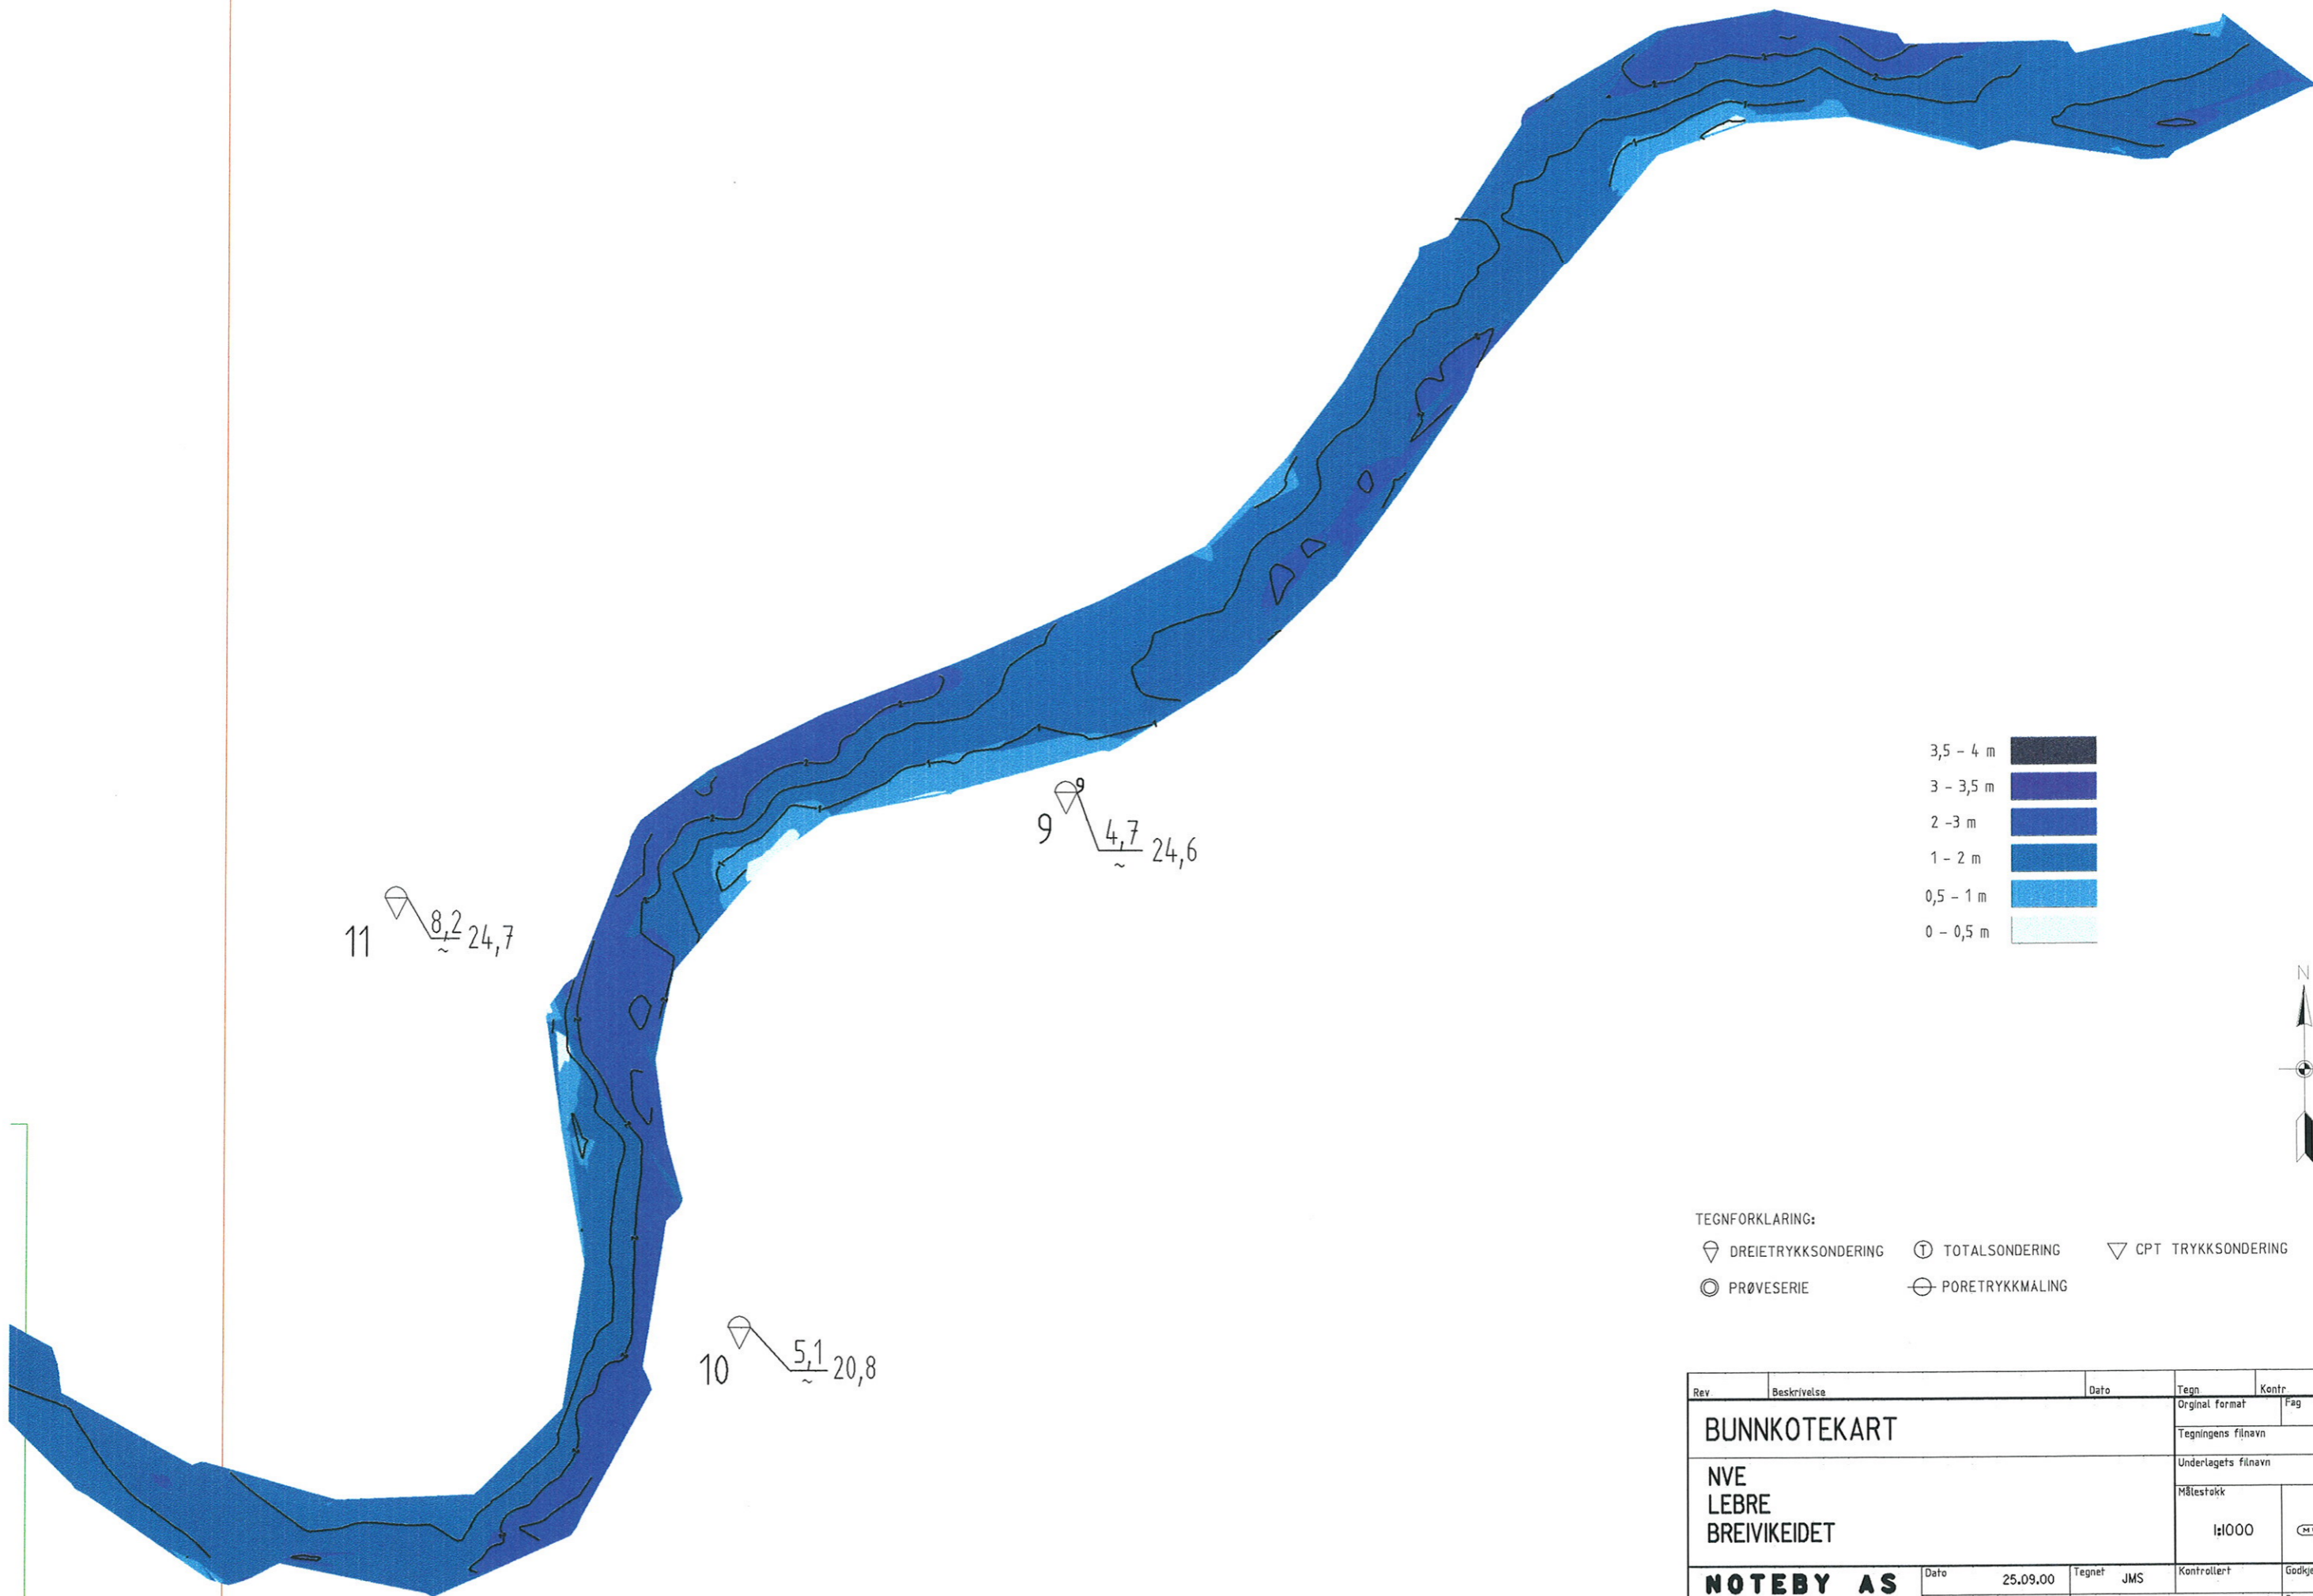 9
9
4,7
~ 24,6
11
8,2
~ 24,7
10
5,1
~ 20,8
3,5 - 4 m
3 - 3,5 m
2 -3 m
1 - 2 m
0,5 - 1 m
0 - 0,5 m
N
TEGNFORKLARING:
DREIETRYKKSONDERING T TOTALSONDERING CPT TRYKKSONDERING
PRØVESERIE PORETRYKKMÅLING
Rev Beskrivelse Dato Tegn Kontr
BUNNKOTEKART
Orginal format Fag
Tegningens filnavn
Underlagets filnavn
NVE
LEBRE
BREIVIKEIDET
Målestokk
1:1000
NOTEBY AS
Dato 25.09.00 Tegnet JMS Kontrollert